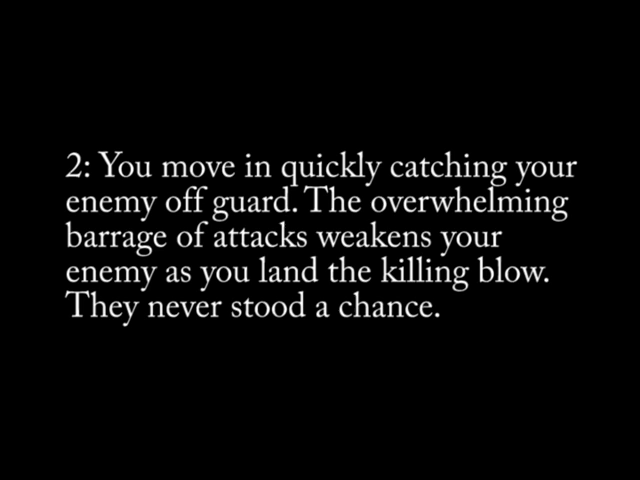 2: You move in quickly catching your
enemy off guard. The overwhelming
barrage of attacks weakens your
enemy as you land the killing blow.
They never stood a chance.